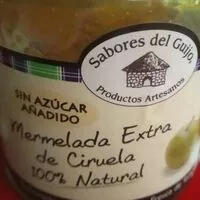 Sabores del Guijo
Productos Artesanos
SIN AZÚCAR
AÑADIDO
Mermelada Extra
de Ciruela
100% Natural